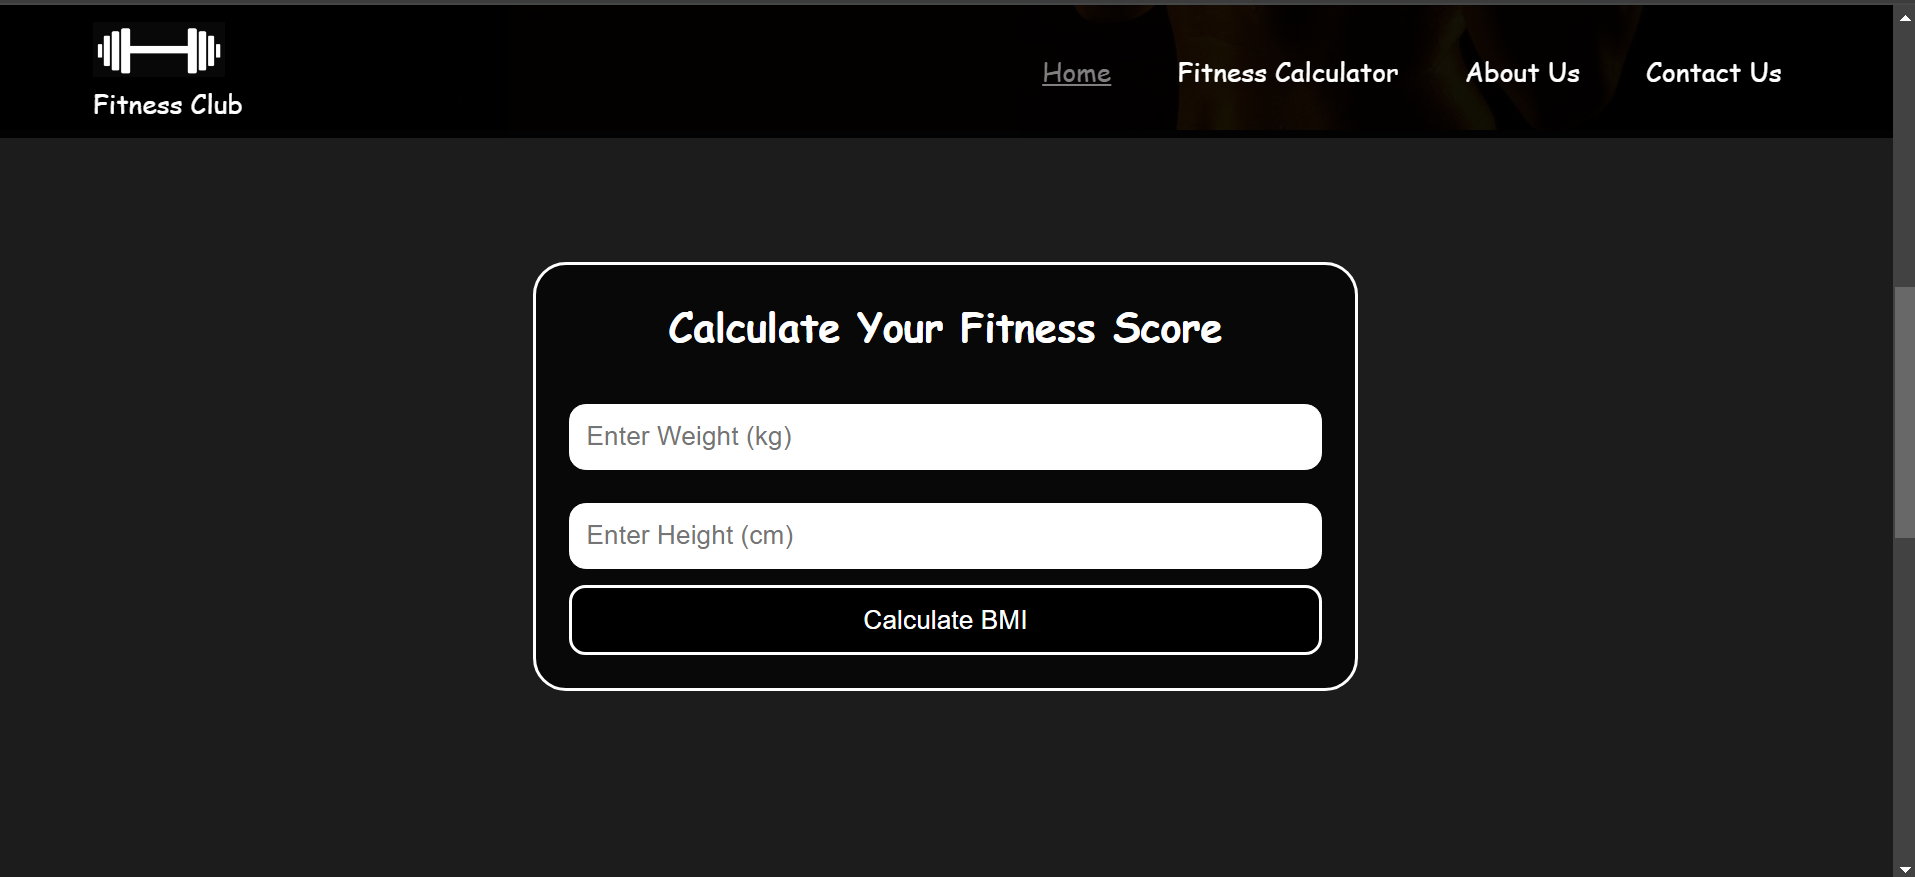 Fitness Club
Home Fitness Calculator About Us Contact Us
Calculate Your Fitness Score
Enter Weight (kg)
Enter Height (cm)
Calculate BMI